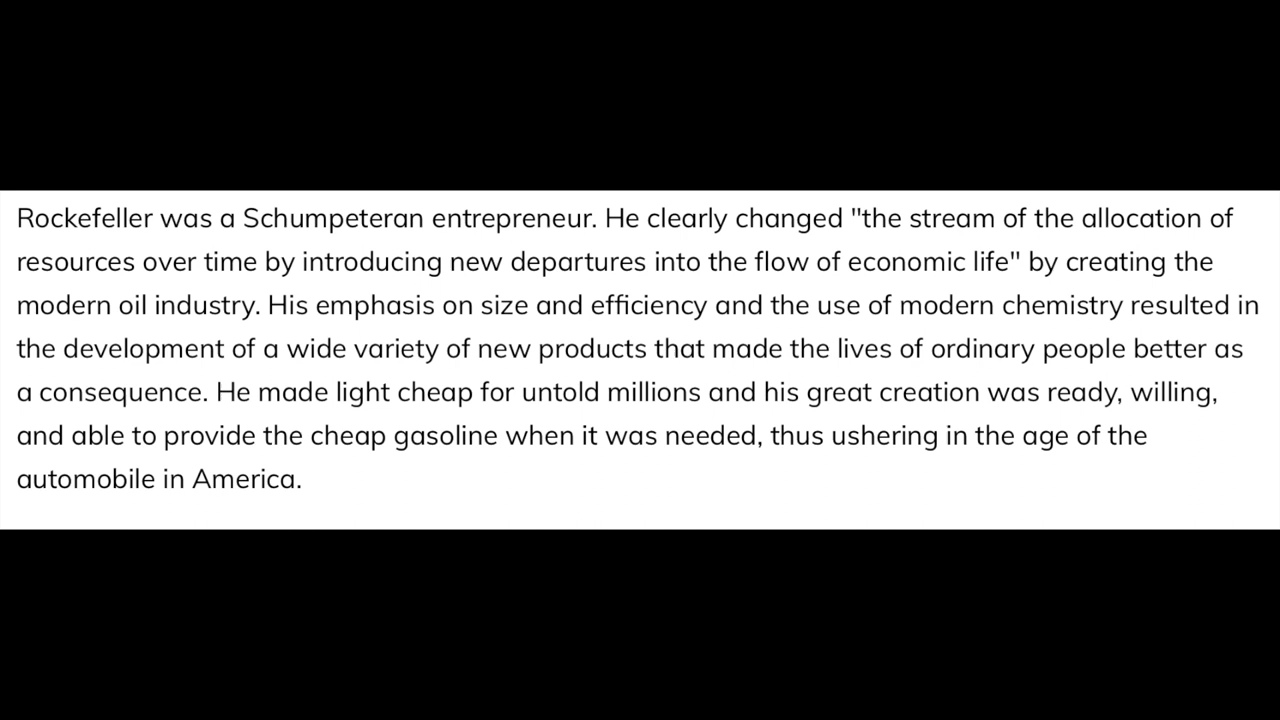 Rockefeller was a Schumpeteran entrepreneur. He clearly changed "the stream of the allocation of
resources over time by introducing new departures into the flow of economic life" by creating the
modern oil industry. His emphasis on size and efficiency and the use of modern chemistry resulted in
the development of a wide variety of new products that made the lives of ordinary people better as
a consequence. He made light cheap for untold millions and his great creation was ready, willing,
and able to provide the cheap gasoline when it was needed, thus ushering in the age of the
automobile in America.